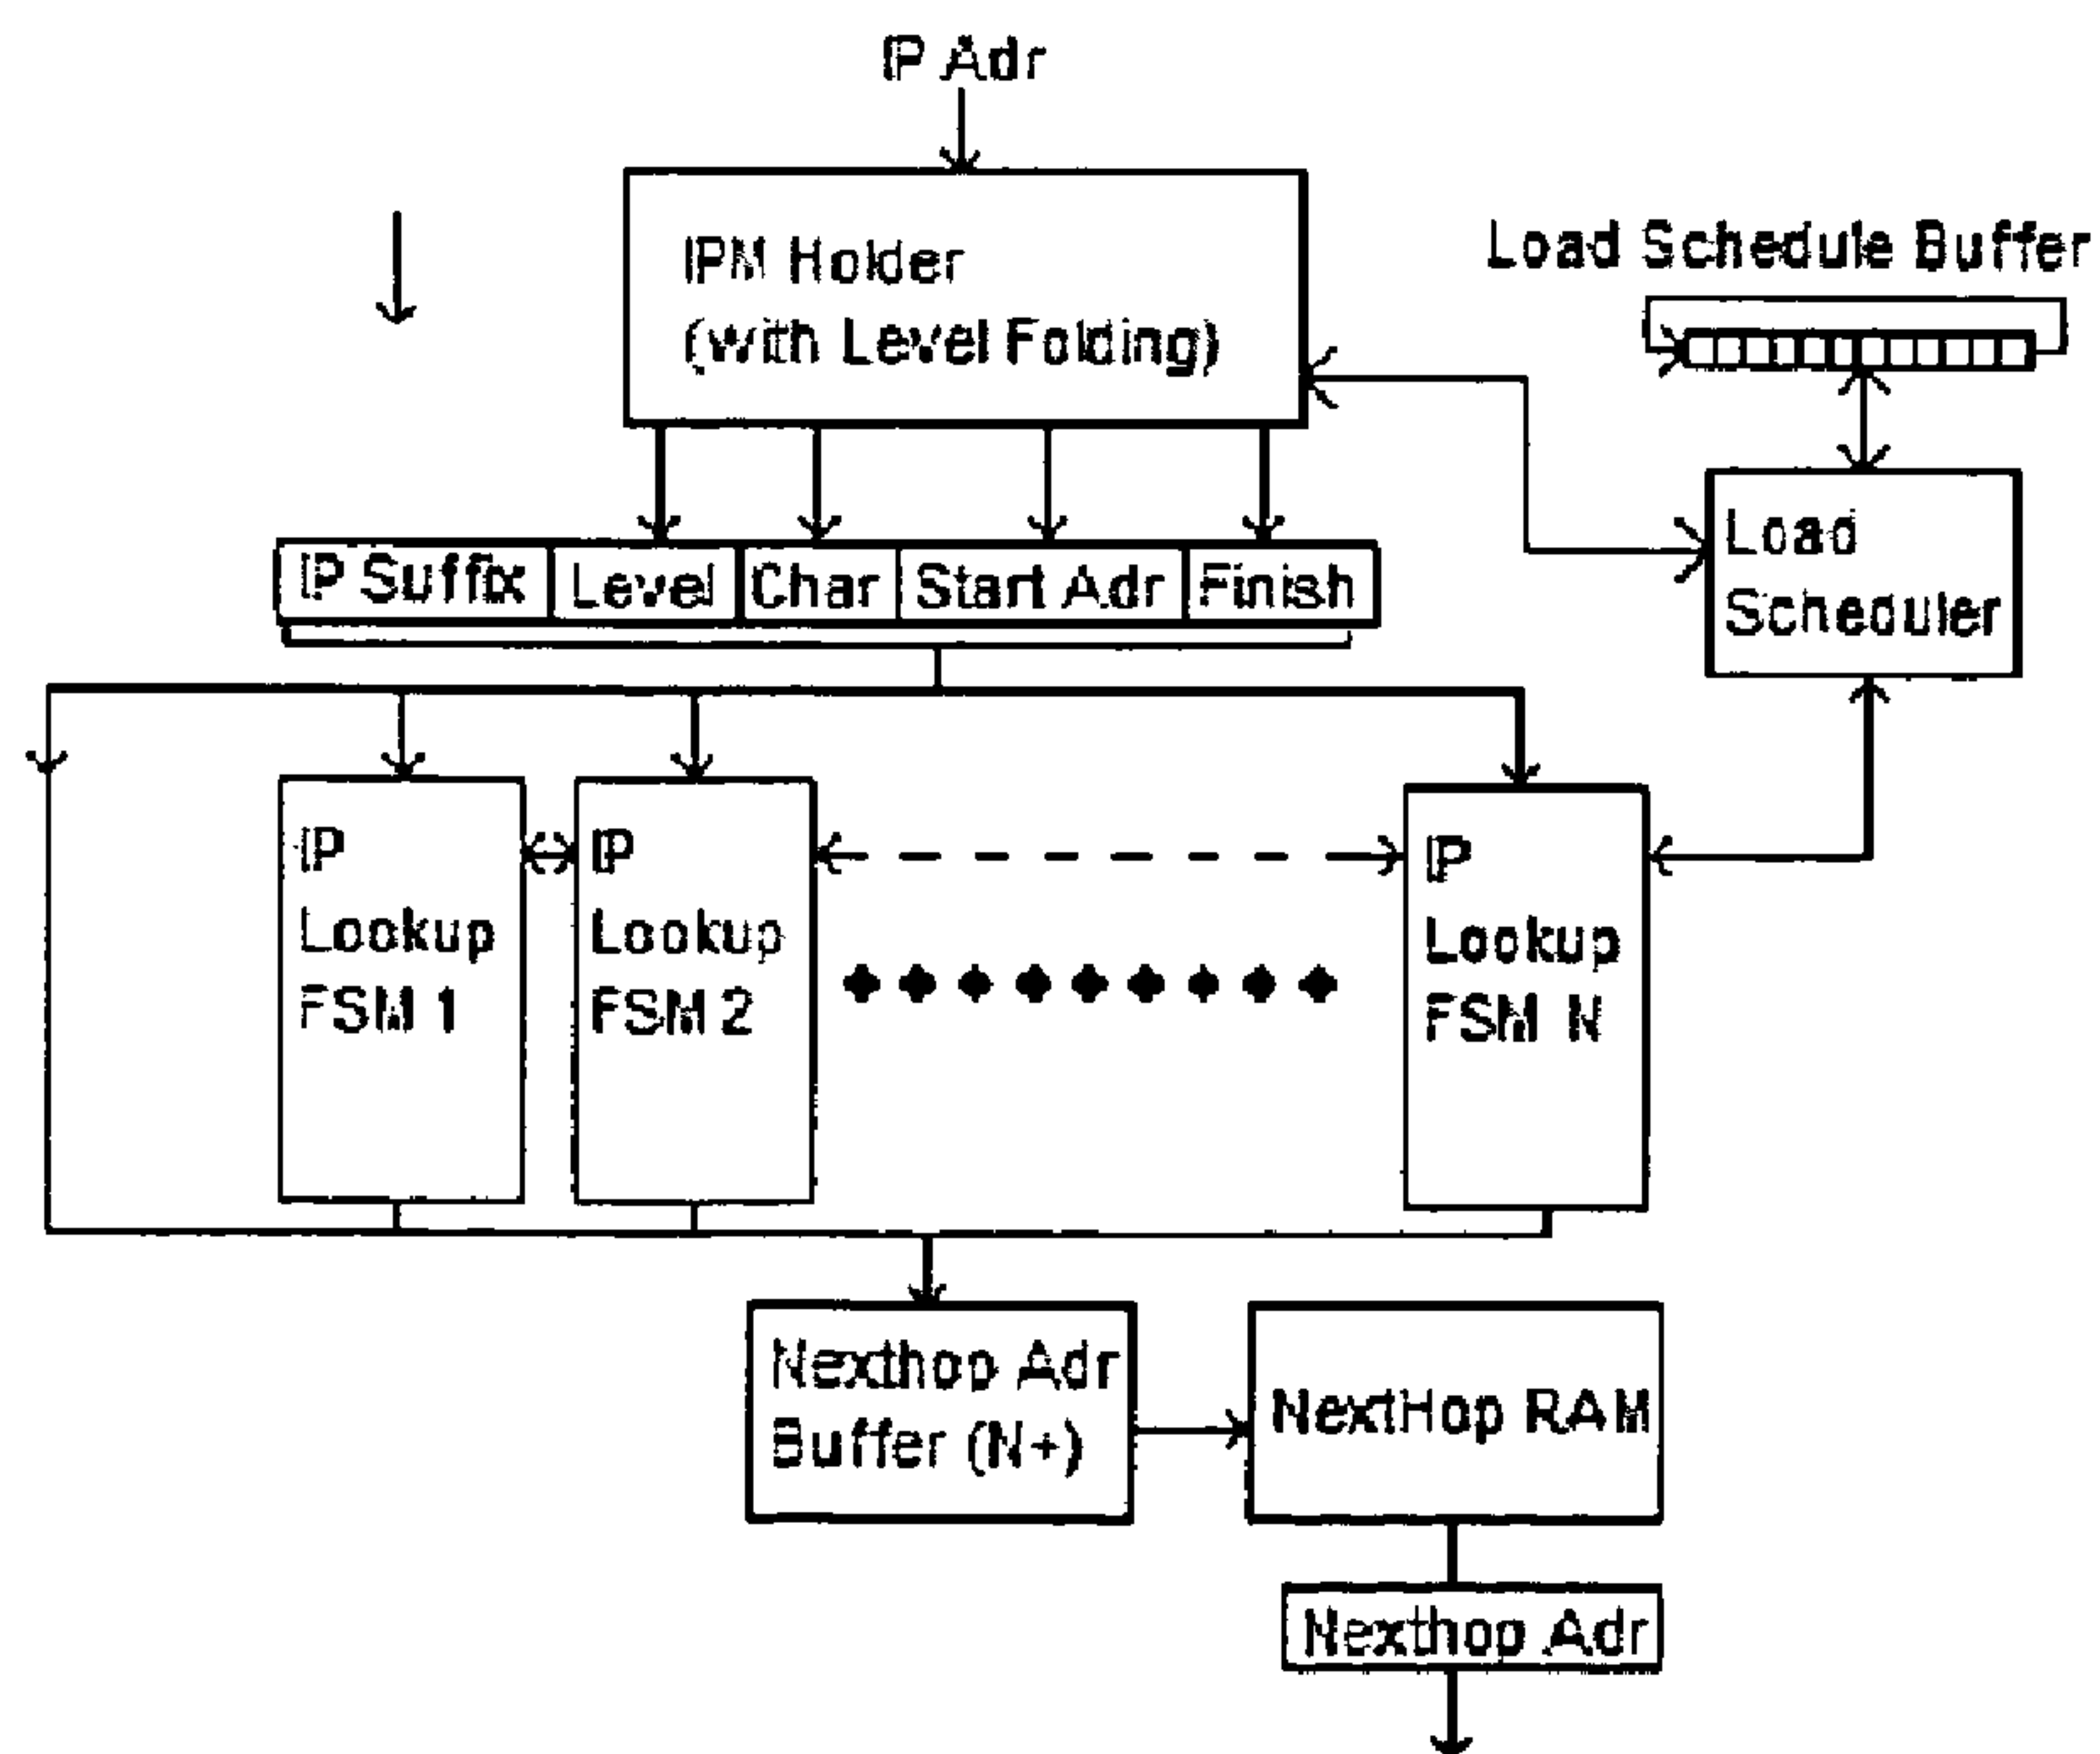 IP Adr
IPM Holder
(with Level Folding)
Load Schedule Buffer
Load
Scheduler
IP Suffix Level Char Start Adr Finish
IP
Lookup
FSM 1
IP
Lookup
FSM 2
IP
Lookup
FSM N
Nexthop Adr
Buffer (N+)
NextHop RAM
Nexthop Adr